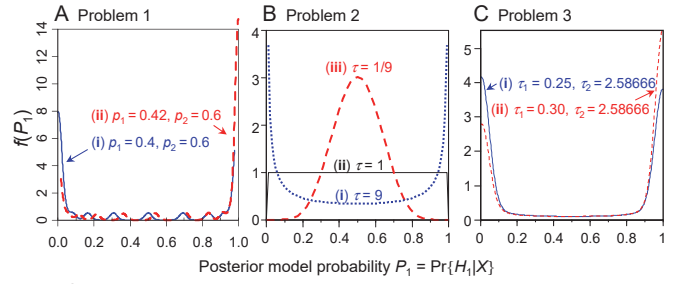 A Problem 1
B Problem 2
C Problem 3
f(P₁)
14
12
10
8
6
4
2
0
(ii) p₁ = 0.42, p₂ = 0.6
(i) p₁ = 0.4, p₂ = 0.6
0.0 0.2 0.4 0.6 0.8 1.0
4
3
2
1
0
(iii) τ = 1/9
(ii) τ = 1
(i) τ = 9
0 0.2 0.4 0.6 0.8 1
5
4
3
2
1
0
(i) τ₁ = 0.25, τ₂ = 2.58666
(ii) τ₁ = 0.30, τ₂ = 2.58666
0 0.2 0.4 0.6 0.8 1
Posterior model probability P₁ = Pr{H₁|X}